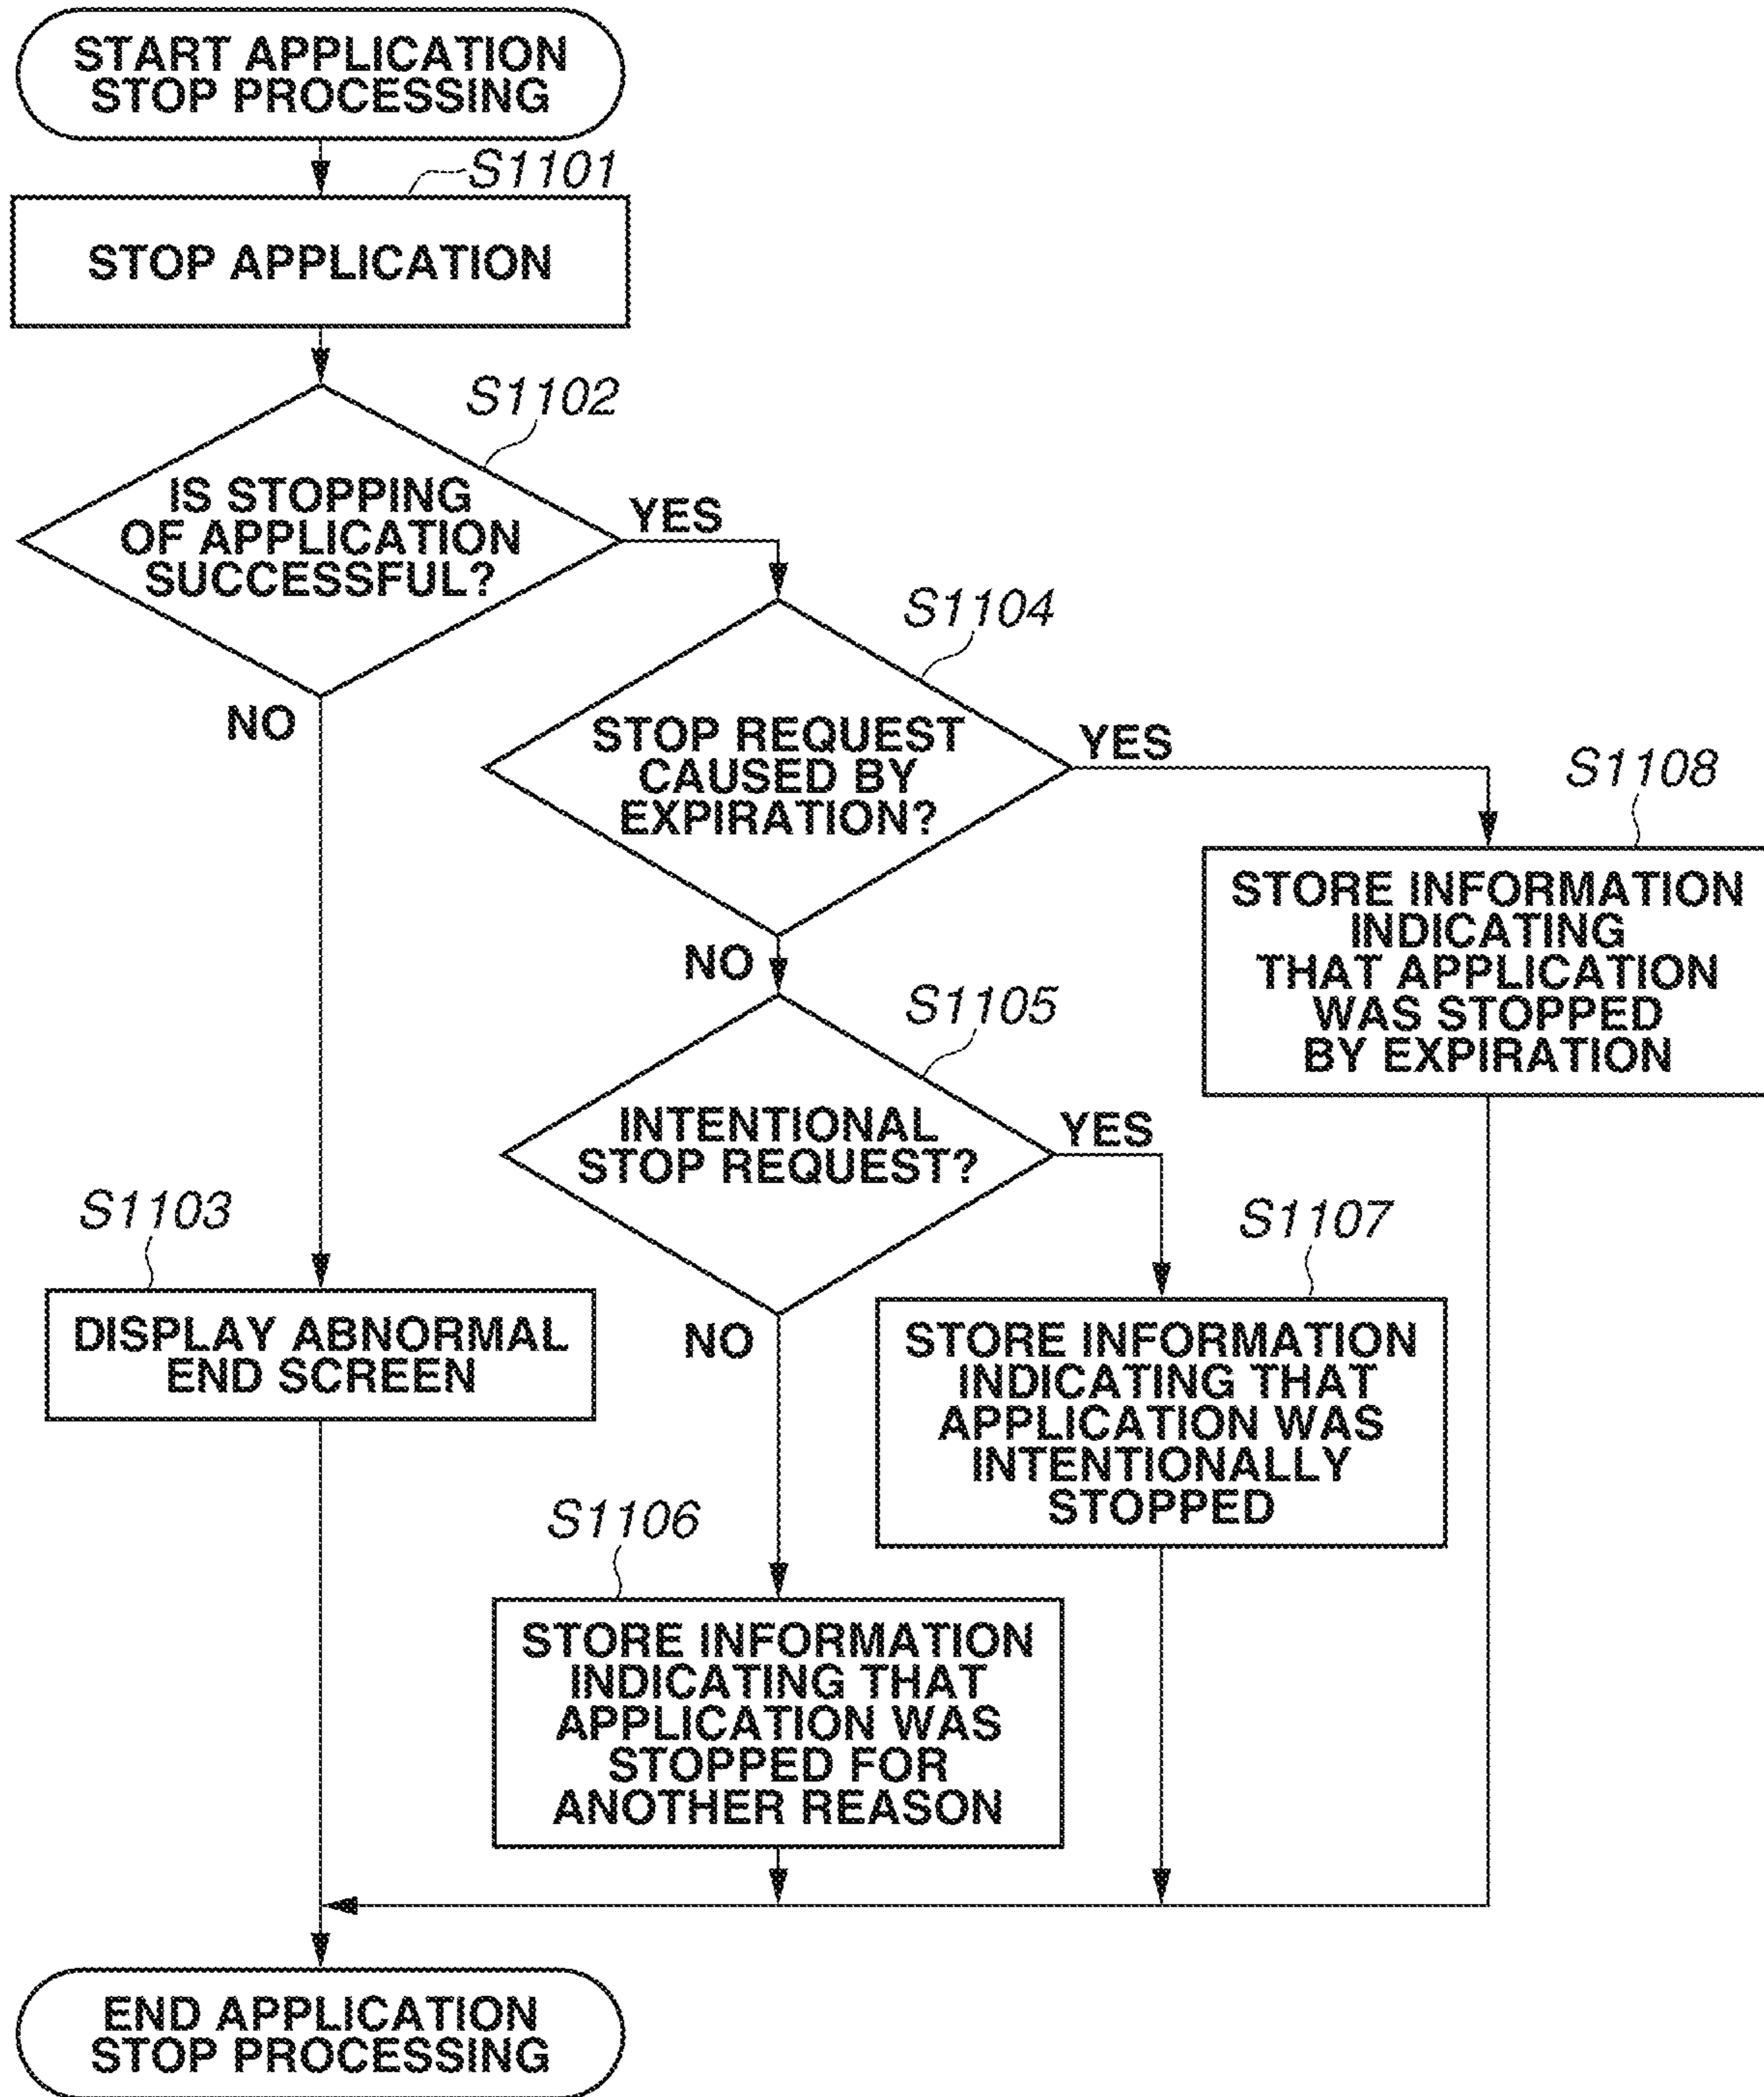 START APPLICATION
STOP PROCESSING
S1101
STOP APPLICATION
S1102
IS STOPPING
OF APPLICATION
SUCCESSFUL?
YES
NO
S1104
STOP REQUEST
CAUSED BY
EXPIRATION?
YES
NO
S1108
STORE INFORMATION
INDICATING
THAT APPLICATION
WAS STOPPED
BY EXPIRATION
S1105
INTENTIONAL
STOP REQUEST?
YES
NO
S1103
DISPLAY ABNORMAL
END SCREEN
S1107
STORE INFORMATION
INDICATING THAT
APPLICATION WAS
INTENTIONALLY
STOPPED
S1106
STORE INFORMATION
INDICATING THAT
APPLICATION WAS
STOPPED FOR
ANOTHER REASON
END APPLICATION
STOP PROCESSING